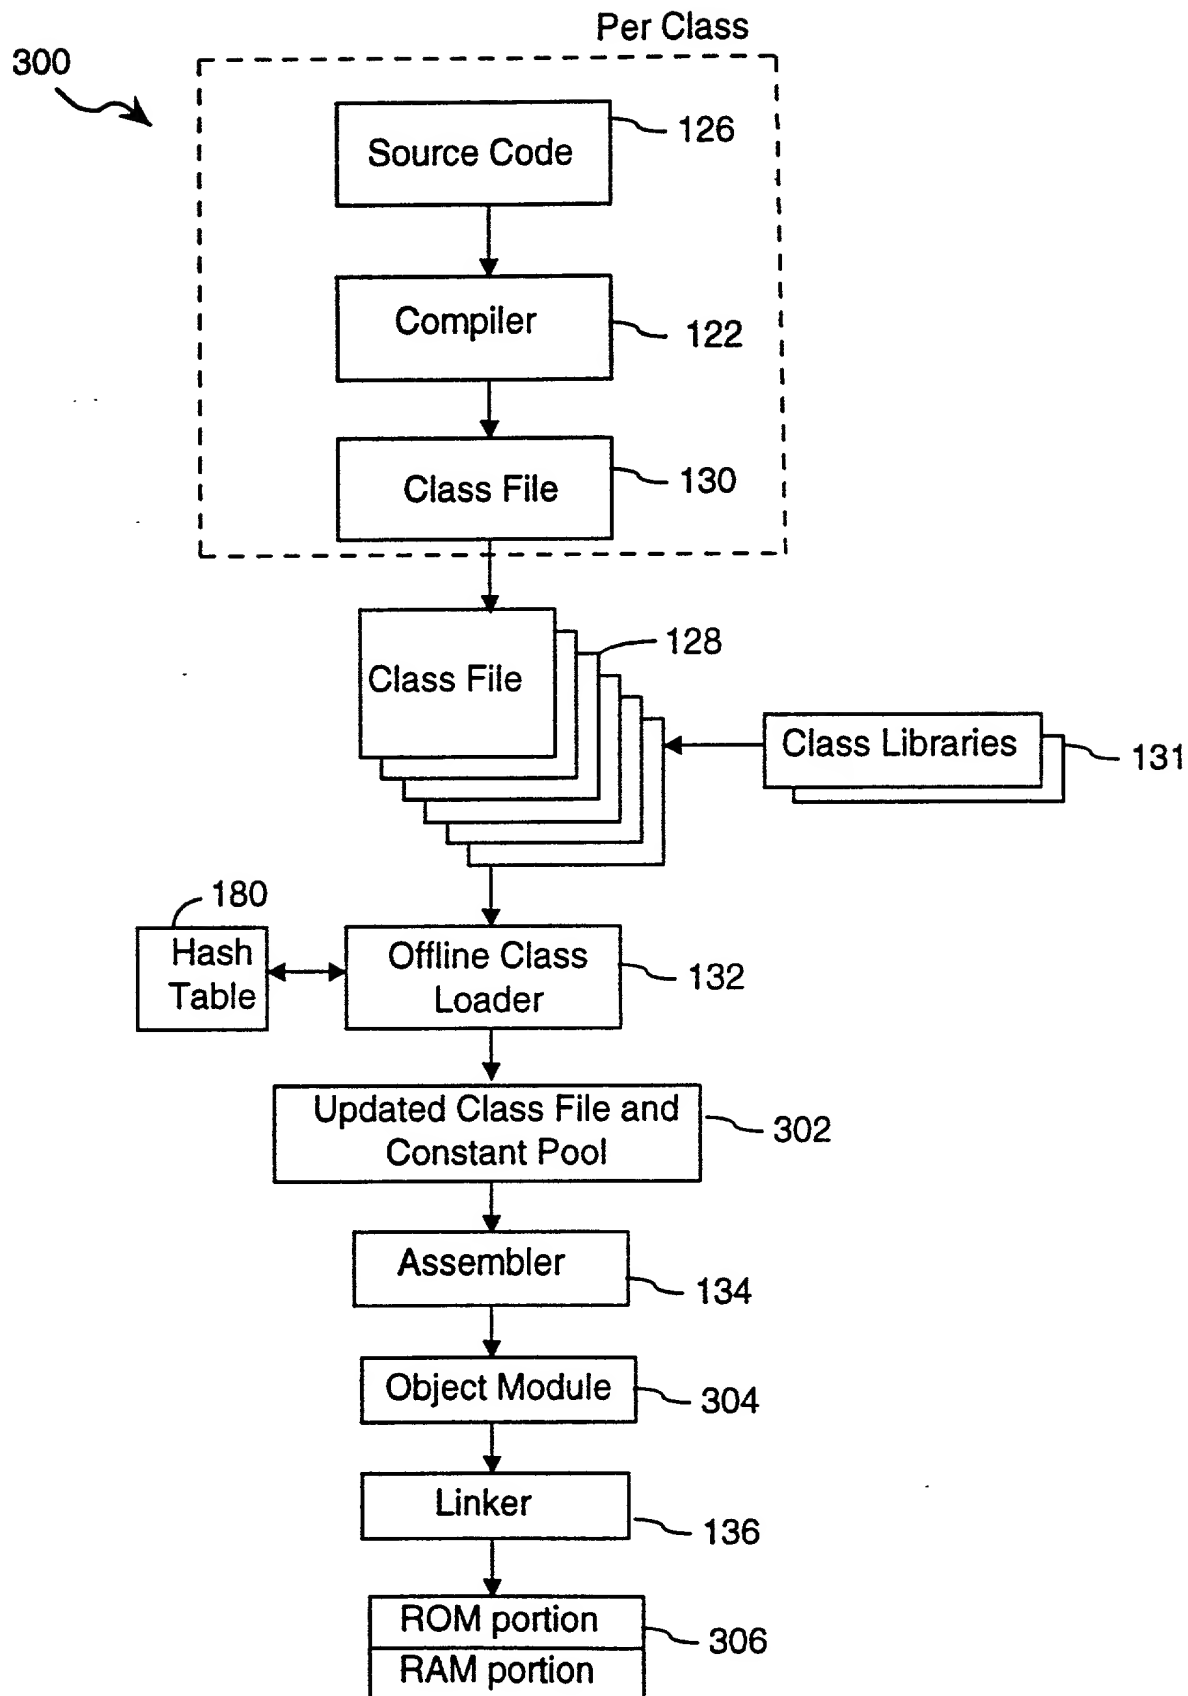 Per Class
300
Source Code
126
Compiler
122
Class File
130
Class File
128
Class Libraries
131
180
Hash
Table
Offline Class
Loader
132
Updated Class File and
Constant Pool
302
Assembler
134
Object Module
304
Linker
136
ROM portion
306
RAM portion